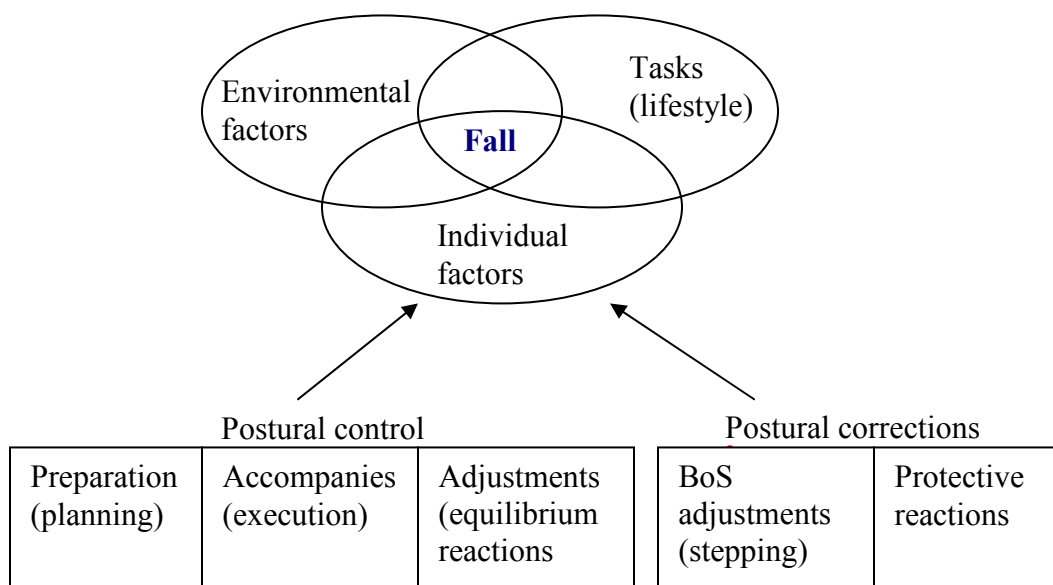 Environmental
factors
Tasks
(lifestyle)
Fall
Individual
factors
Postural control
Postural corrections
Preparation
(planning)
Accompanies
(execution)
Adjustments
(equilibrium
reactions
BoS
adjustments
(stepping)
Protective
reactions